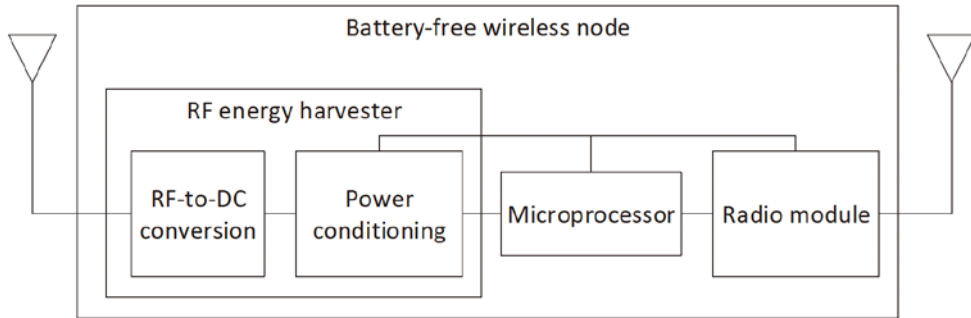 Battery-free wireless node
RF energy harvester
RF-to-DC
conversion
Power
conditioning
Microprocessor
Radio module